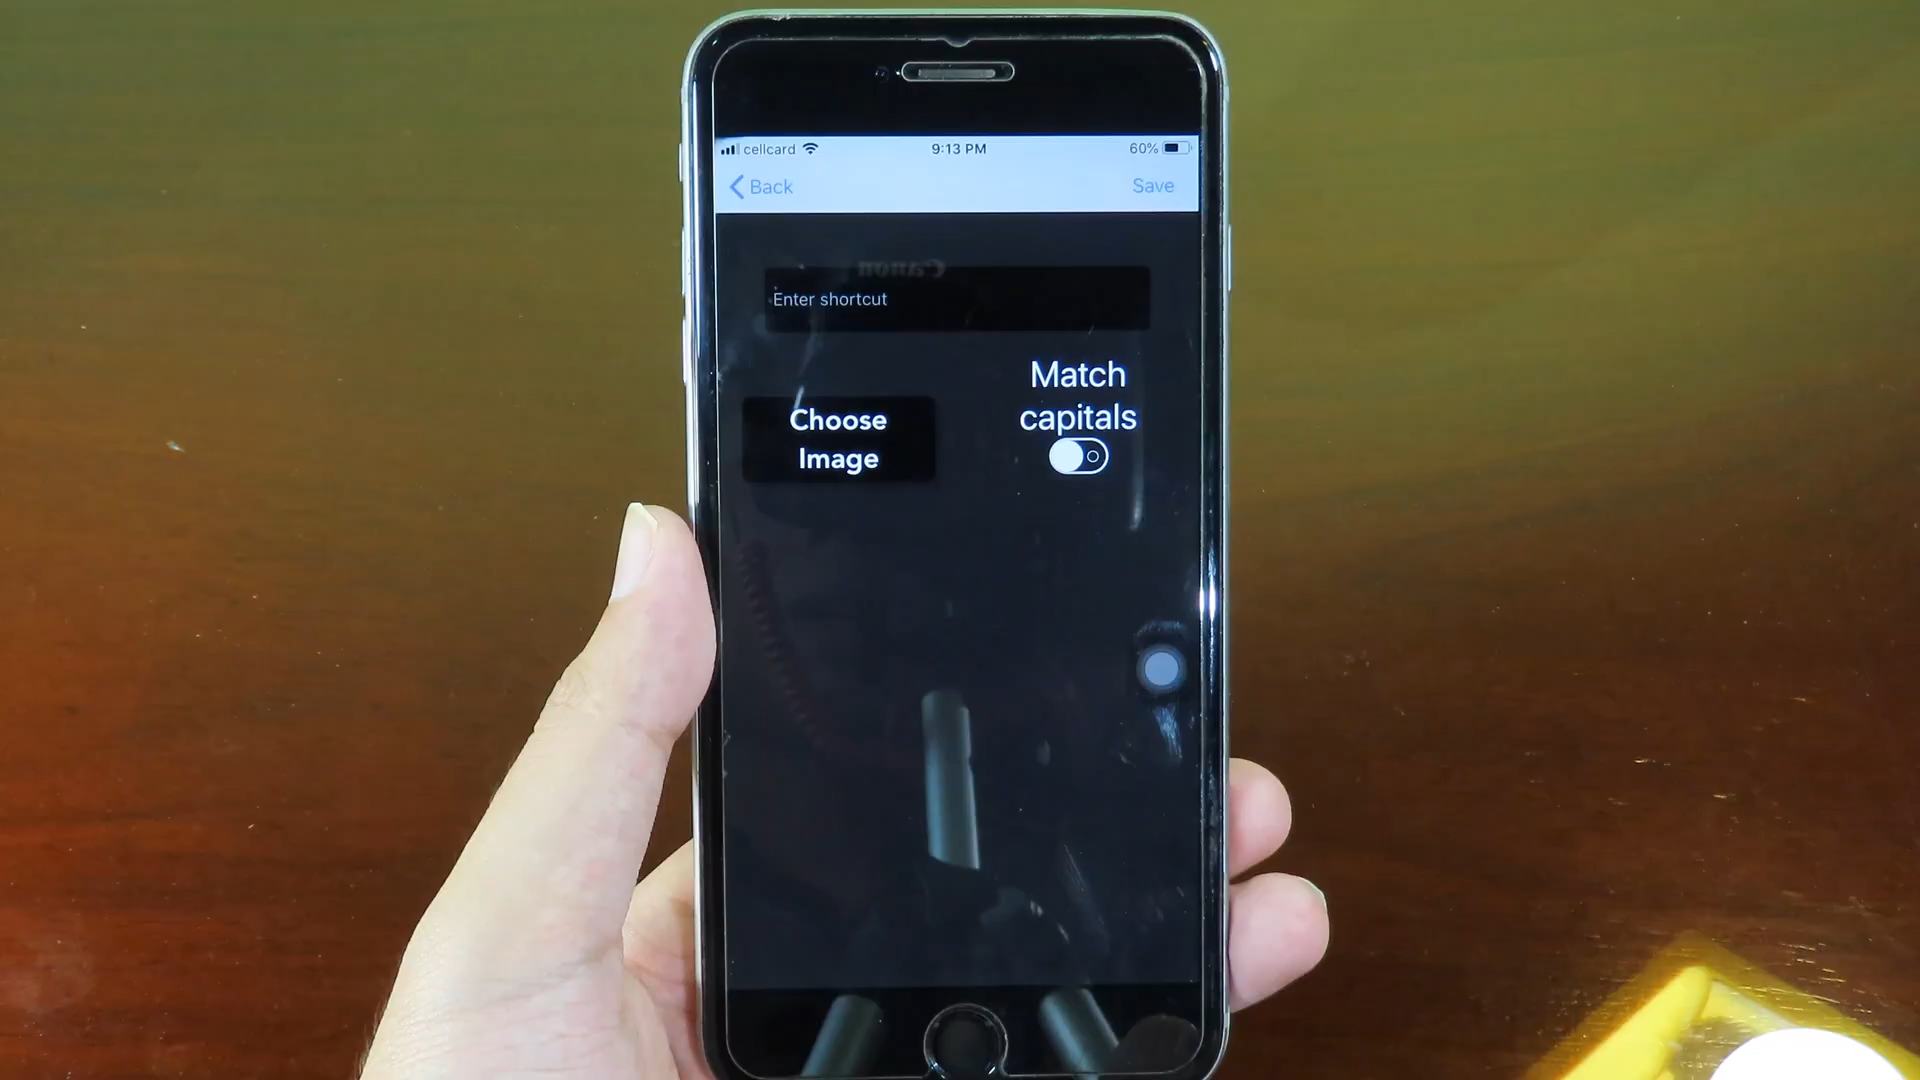 cellcard 9:13 PM 60%
Back Save
Canon
Enter shortcut
Match
capitals
Choose
Image